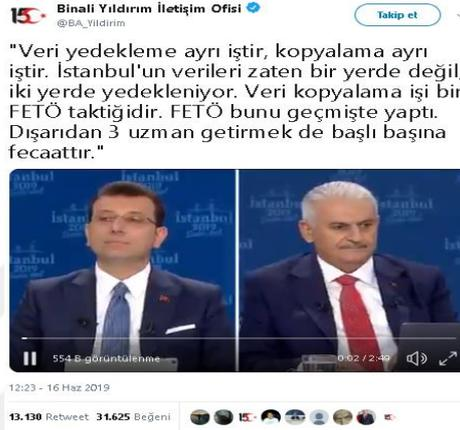 15
Binali Yıldırım İletişim Ofisi
@BA_Yildirim
Takip et
"Veri yedekleme ayrı iştir, kopyalama ayrı
iştir. İstanbul'un verileri zaten bir yerde değil,
iki yerde yedekleniyor. Veri kopyalama işi bir
FETÖ taktiğidir. FETÖ bunu geçmişte yaptı.
Dışarıdan 3 uzman getirmek de başlı başına
fecaattır."
İstanbul
2019
554 B görüntülenme
0:02 / 2:49
12:23 - 16 Haz 2019
13.130 Retweet 31.625 Beğeni